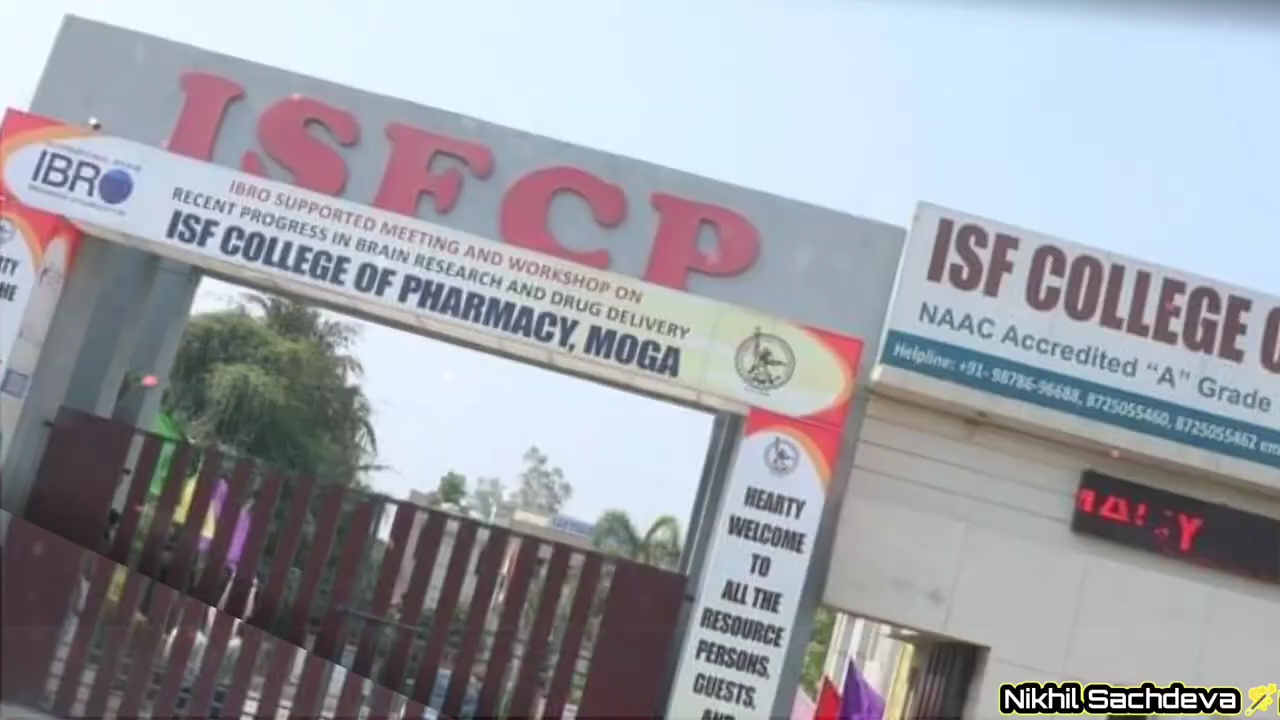 ISFCP
IBRO
IBRO SUPPORTED MEETING AND WORKSHOP ON
RECENT PROGRESS IN BRAIN RESEARCH AND DRUG DELIVERY
ISF COLLEGE OF PHARMACY, MOGA
ISF COLLEGE
NAAC Accredited "A" Grade
Helpline: +91- 98786-96688, 8725055460, 8725055462
HEARTY
WELCOME
TO
ALL THE
RESOURCE
PERSONS,
GUESTS,
Nikhil Sachdeva